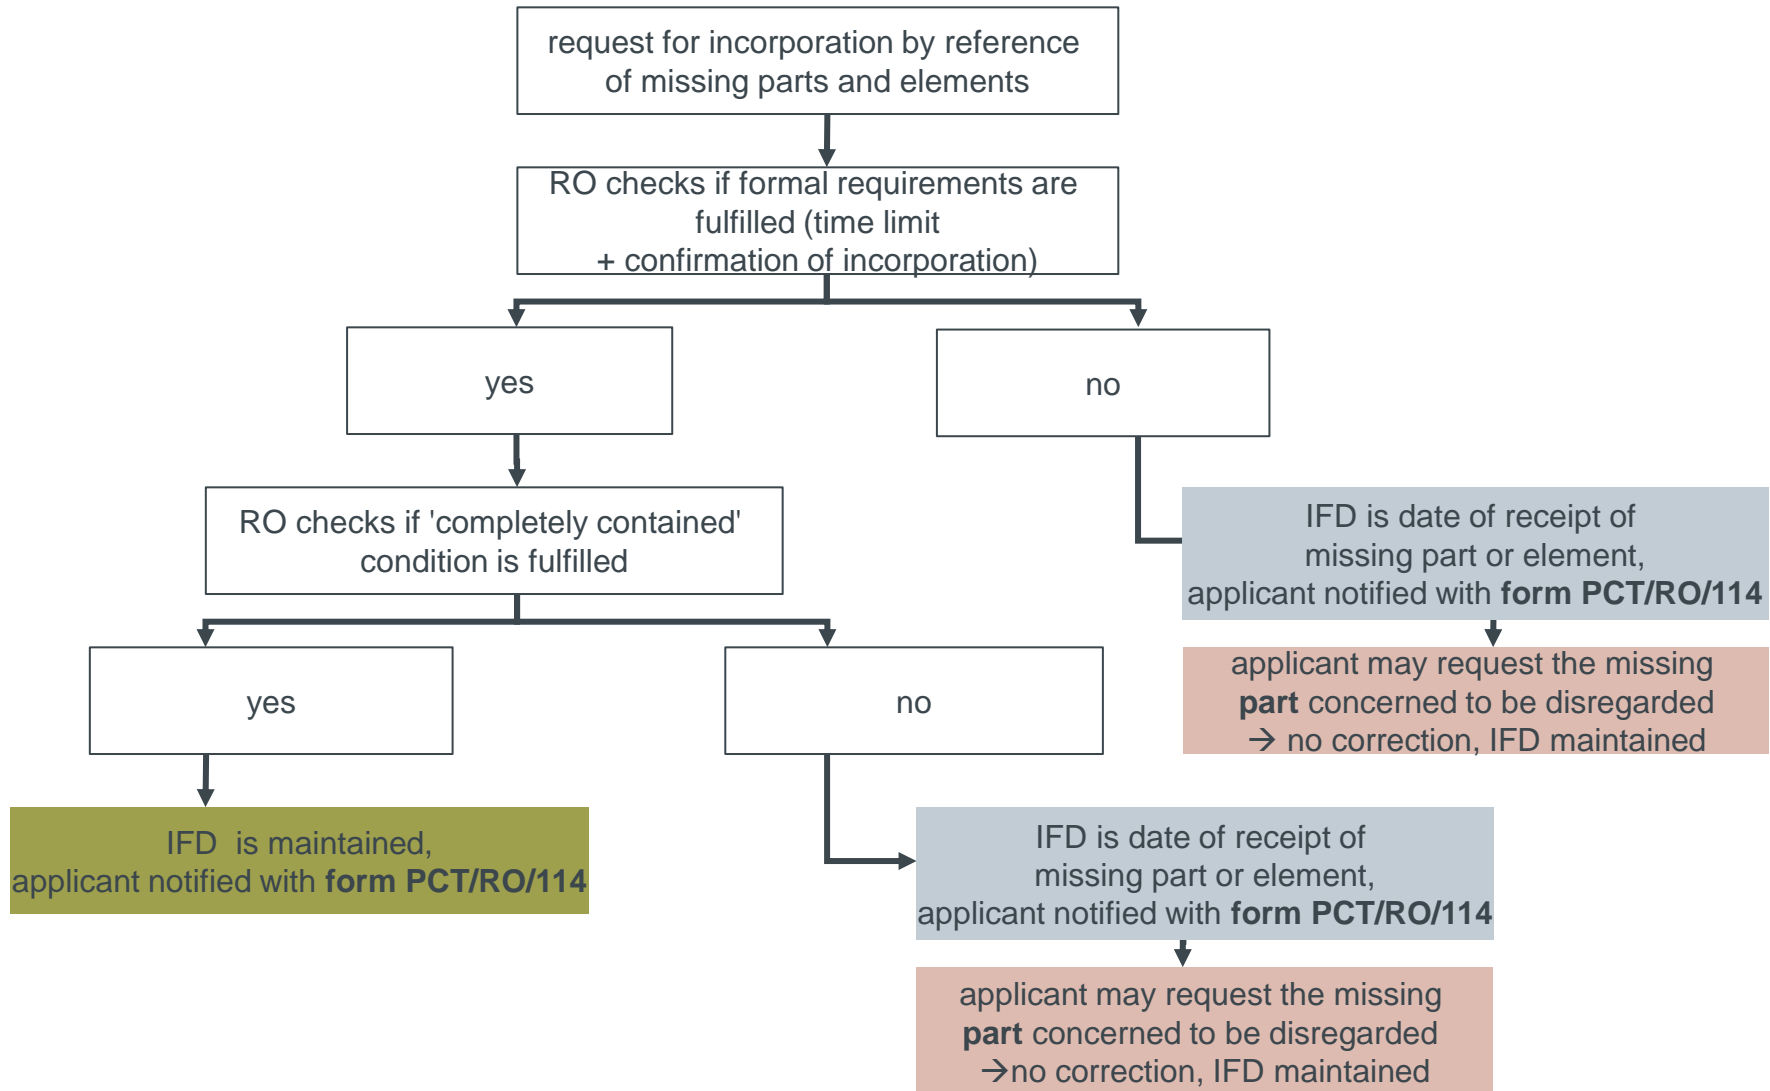 request for incorporation by reference
of missing parts and elements
RO checks if formal requirements are
fulfilled (time limit
+ confirmation of incorporation)
yes
no
RO checks if 'completely contained'
condition is fulfilled
IFD is date of receipt of
missing part or element,
applicant notified with form PCT/RO/114
applicant may request the missing
part concerned to be disregarded
→ no correction, IFD maintained
yes
no
IFD is maintained,
applicant notified with form PCT/RO/114
IFD is date of receipt of
missing part or element,
applicant notified with form PCT/RO/114
applicant may request the missing
part concerned to be disregarded
→no correction, IFD maintained